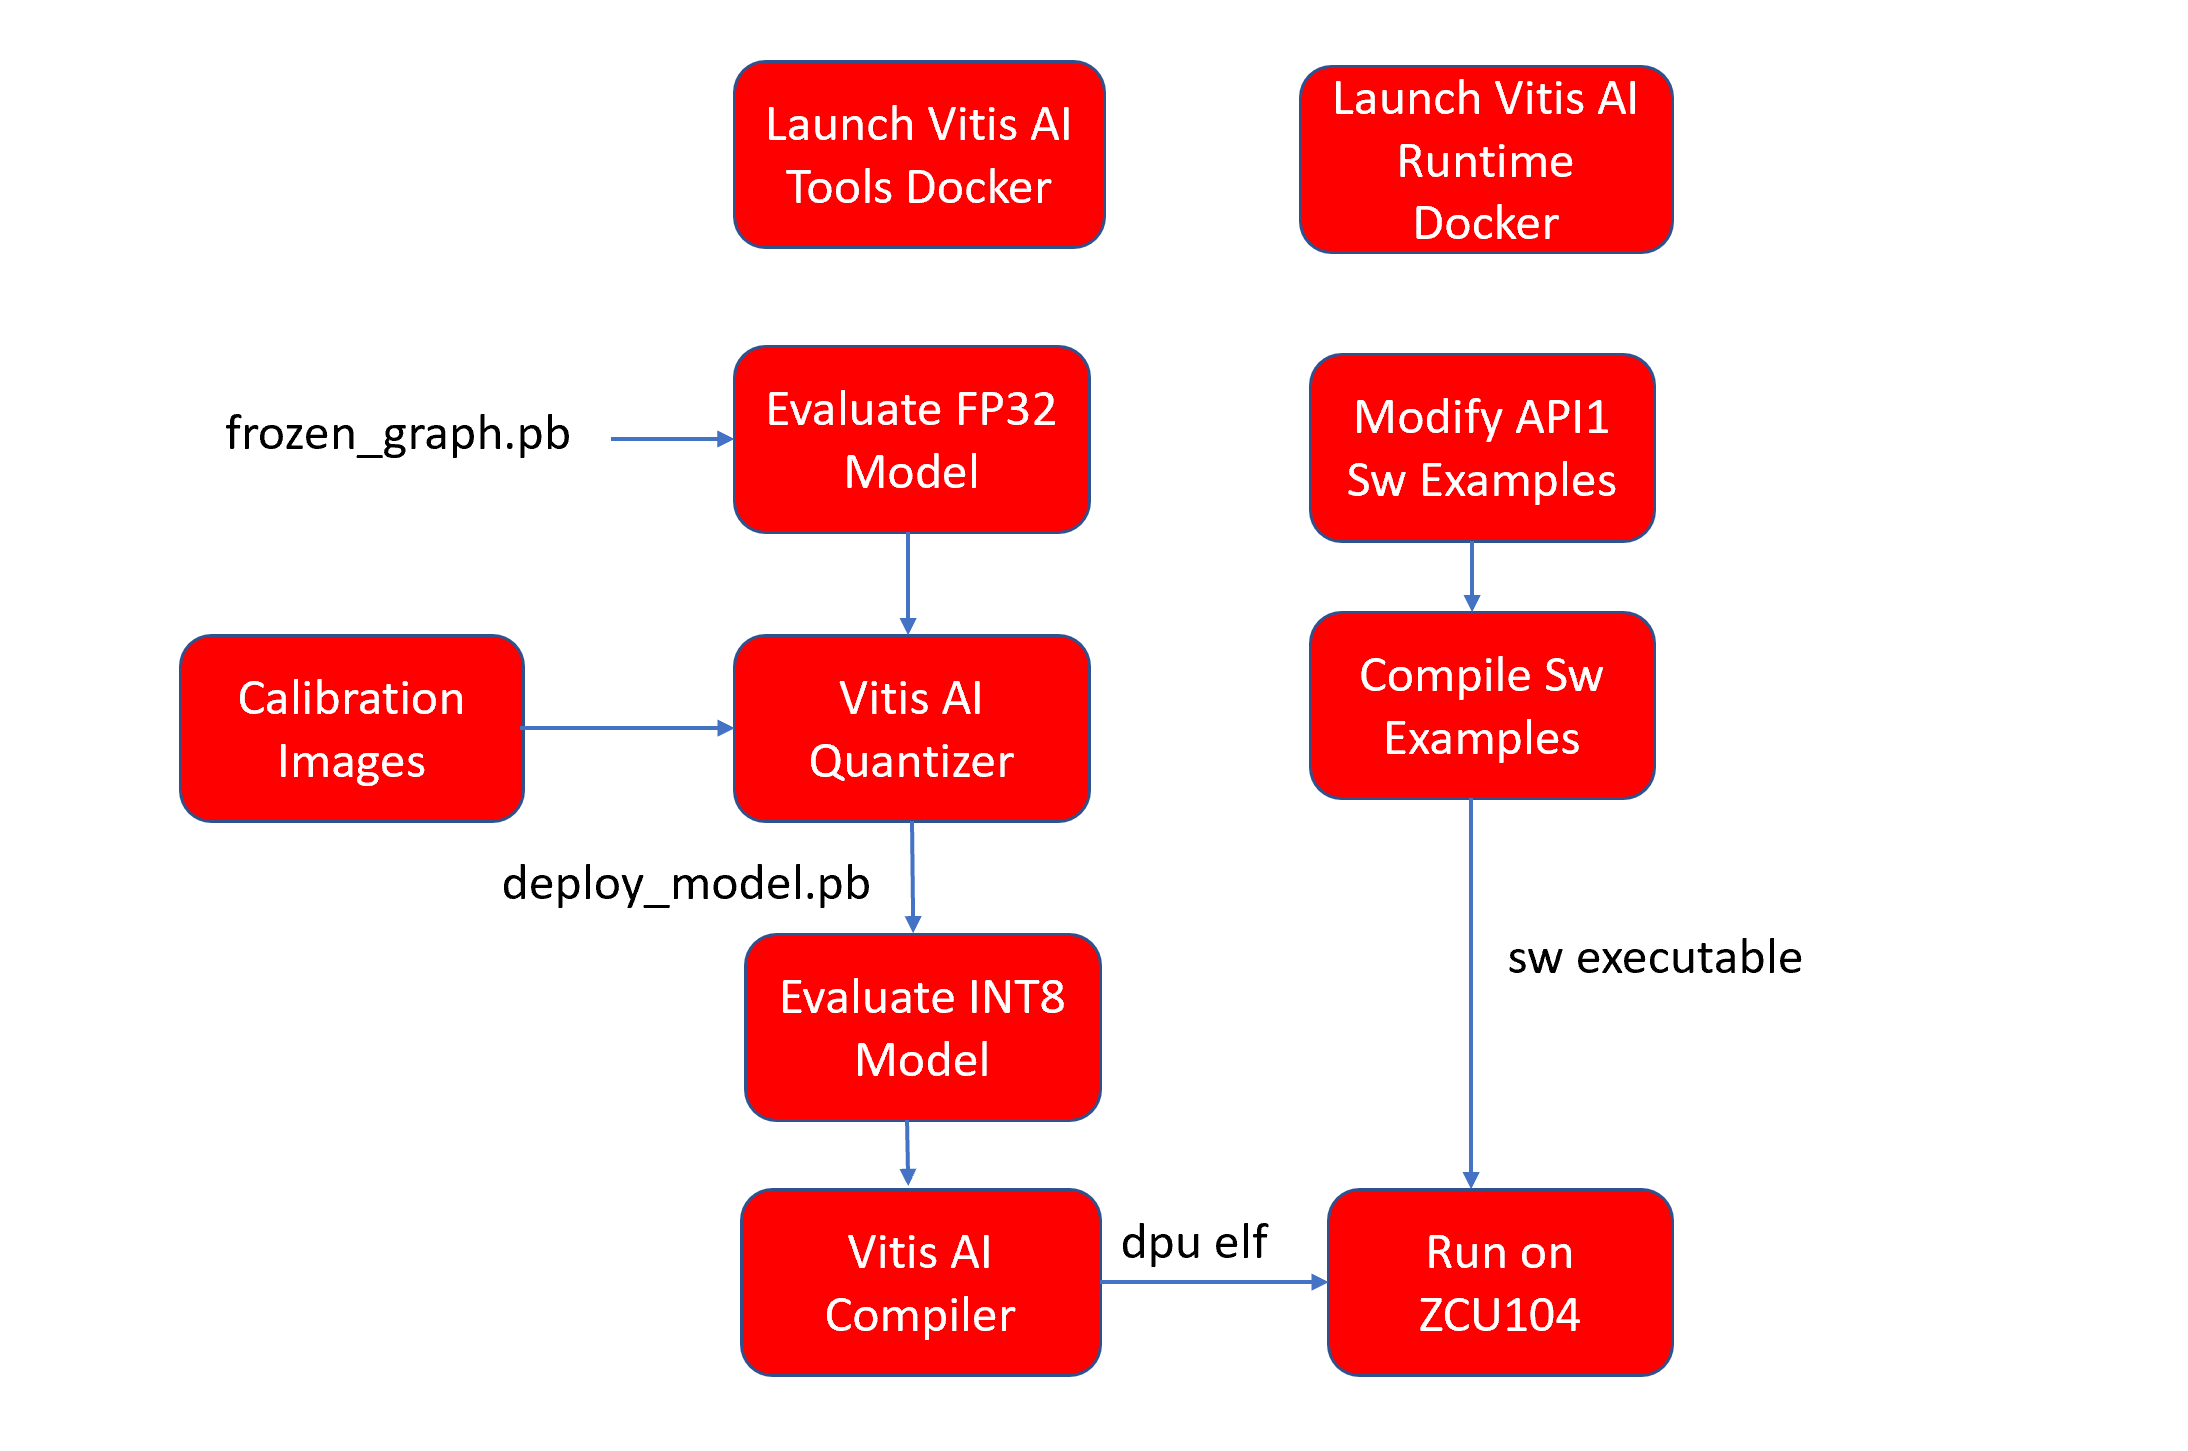 Launch Vitis AI
Tools Docker
Launch Vitis AI
Runtime
Docker
frozen_graph.pb
Evaluate FP32
Model
Modify API1
Sw Examples
Calibration
Images
Vitis AI
Quantizer
Compile Sw
Examples
deploy_model.pb
Evaluate INT8
Model
sw executable
Vitis AI
Compiler
dpu elf
Run on
ZCU104